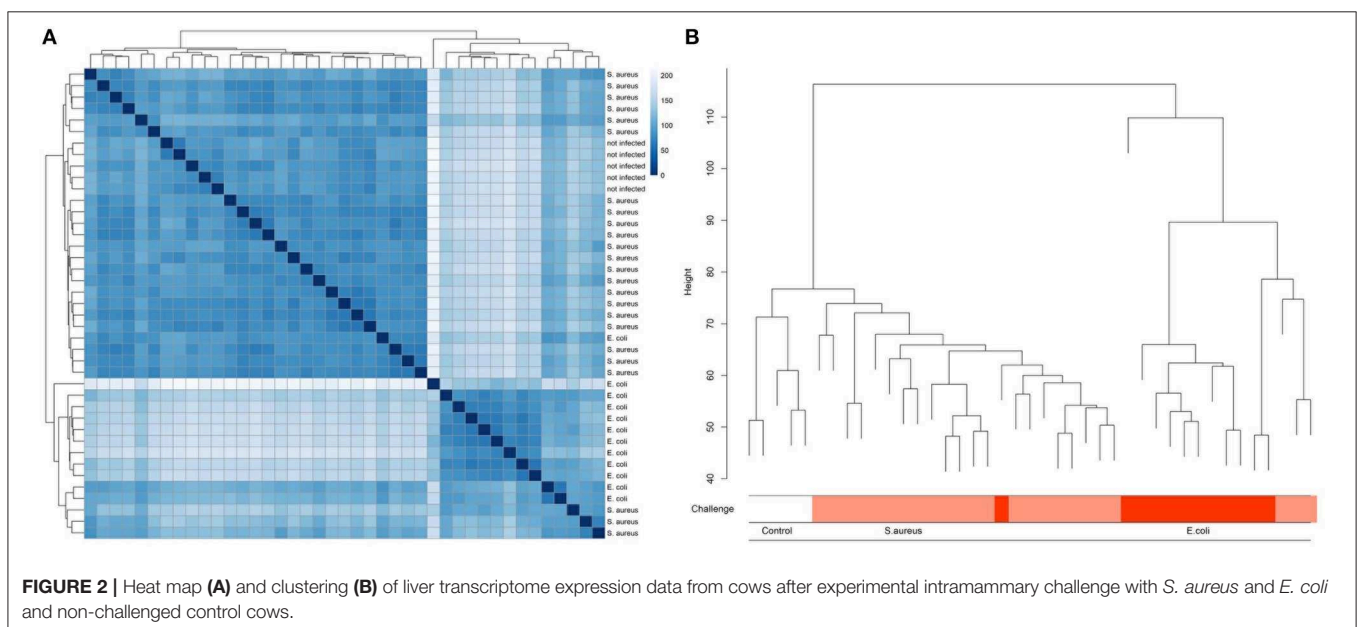 A
S. aureus
S. aureus
S. aureus
S. aureus
S. aureus
S. aureus
not infected
not infected
not infected
not infected
not infected
S. aureus
S. aureus
S. aureus
S. aureus
S. aureus
S. aureus
S. aureus
S. aureus
S. aureus
S. aureus
S. aureus
S. aureus
E. coli
S. aureus
S. aureus
S. aureus
E. coli
E. coli
E. coli
E. coli
E. coli
E. coli
E. coli
E. coli
E. coli
E. coli
E. coli
S. aureus
S. aureus
S. aureus
200
150
100
50
0
B
Height
110
100
90
80
70
60
50
40
Challenge
Control S.aureus E.coli
FIGURE 2 | Heat map (A) and clustering (B) of liver transcriptome expression data from cows after experimental intramammary challenge with S. aureus and E. coli
and non-challenged control cows.